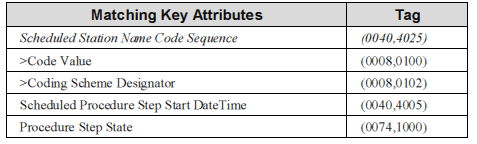 Matching Key Attributes Tag
Scheduled Station Name Code Sequence (0040,4025)
>Code Value (0008,0100)
>Coding Scheme Designator (0008,0102)
Scheduled Procedure Step Start DateTime (0040,4005)
Procedure Step State (0074,1000)